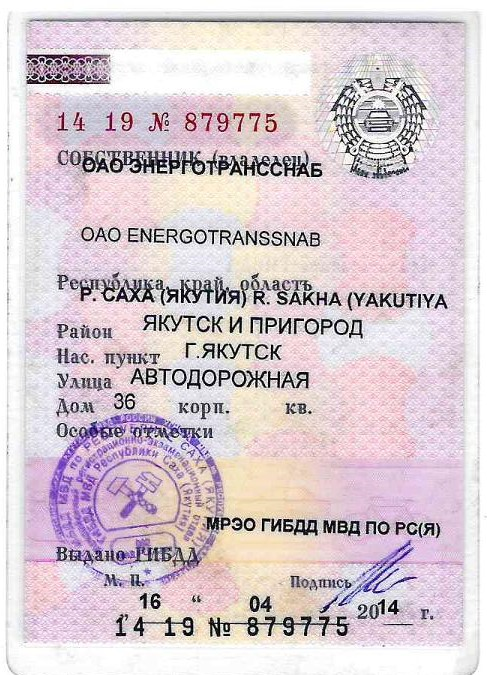 14 19 № 879775
СОБСТВЕННИК (владелец)
ОАО ЭНЕРГОТРАНССНАБ
ОАО ENERGOTRANSSNAB
Республика, край, область
Р. САХА (ЯКУТИЯ) R. SAKHA (YAKUTIYA
Район ЯКУТСК И ПРИГОРОД
Нас. пункт Г.ЯКУТСК
Улица АВТОДОРОЖНАЯ
Дом 36 корп. кв.
Особые отметки
МРЭО ГИБДД МВД ПО РС(Я)
Выдано ГИБДД
М. п. Подпись
" 16 " 04 2014 г.
14 19 № 879775